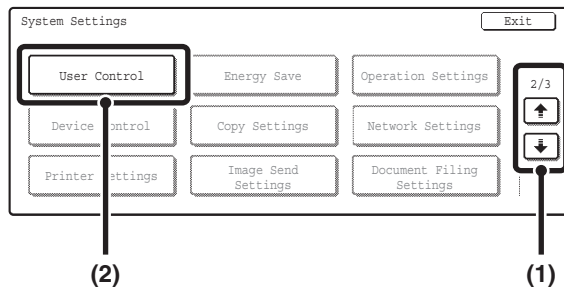 System Settings
Exit
User Control
Energy Save
Operation Settings
2/3
Device Control
Copy Settings
Network Settings
Printer Settings
Image Send
Settings
Document Filing
Settings
(2)
(1)